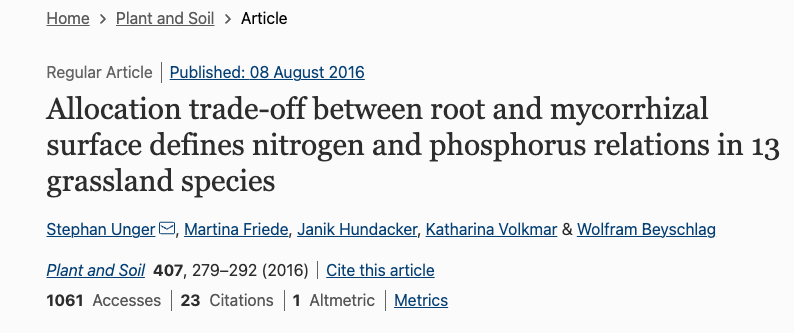 Home > Plant and Soil > Article
Regular Article | Published: 08 August 2016
Allocation trade-off between root and mycorrhizal
surface defines nitrogen and phosphorus relations in 13
grassland species
Stephan Unger, Martina Friede, Janik Hundacker, Katharina Volkmar & Wolfram Beyschlag
Plant and Soil 407, 279–292 (2016) | Cite this article
1061 Accesses | 23 Citations | 1 Altmetric | Metrics